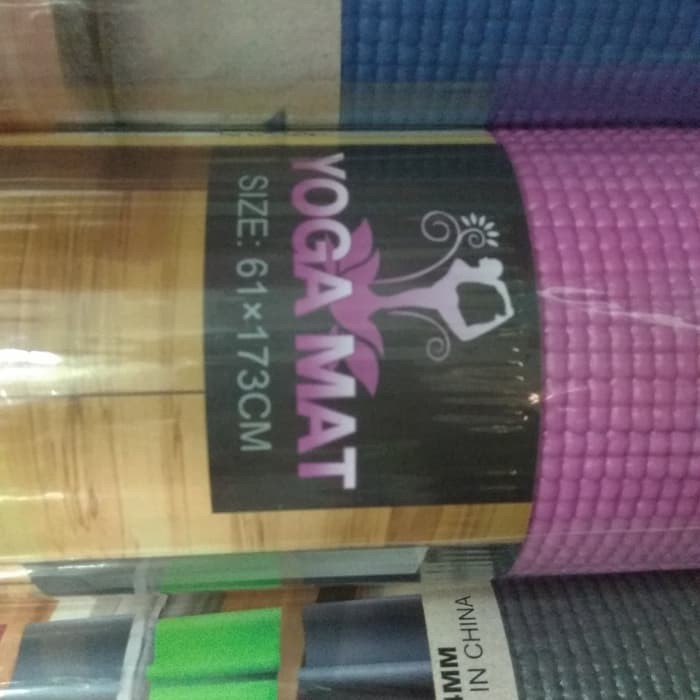 YOGA MAT
SIZE: 61×173CM
MM
IN CHINA